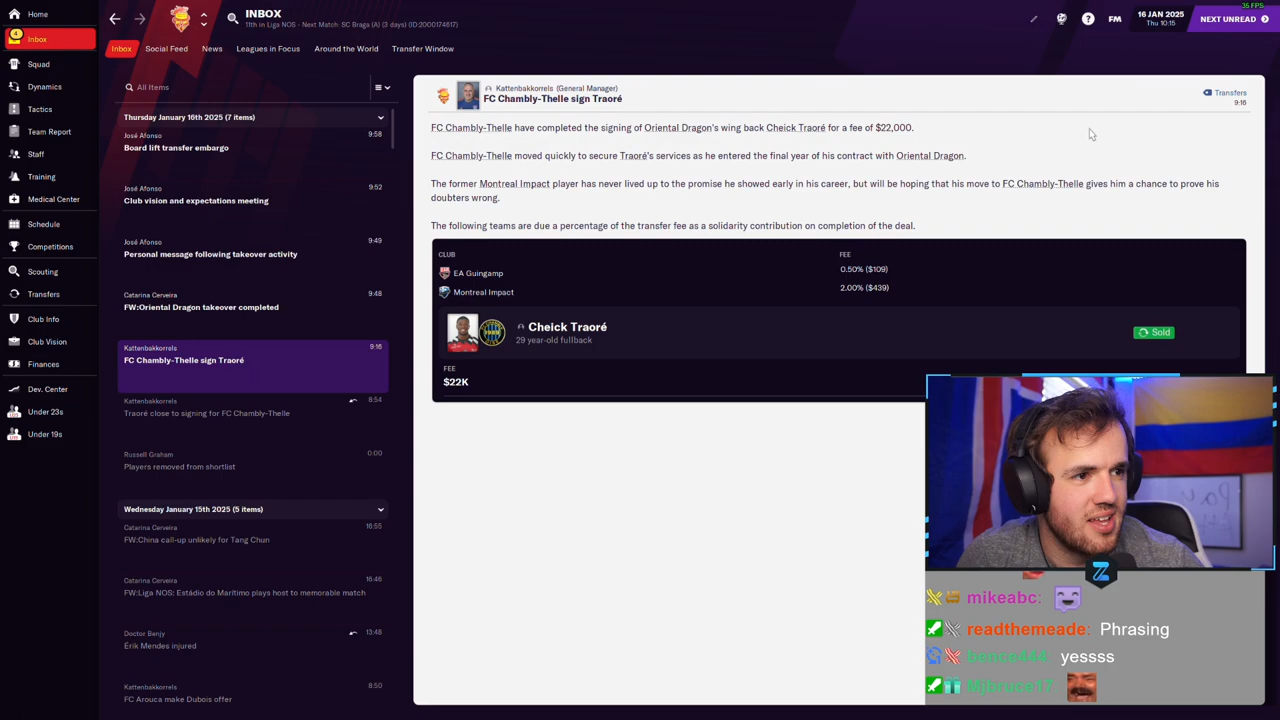 35 FPS
Home
4
Inbox
Squad
Dynamics
Tactics
Team Report
Staff
Training
Medical Center
Schedule
Competitions
Scouting
Transfers
Club Info
Club Vision
Finances
Dev. Center
Under 23s
Under 19s
INBOX
11th in Liga NOS - Next Match: SC Braga (A) (3 days) (ID:2000174617)
?
FM
16 JAN 2025
Thu 10:15
NEXT UNREAD
Inbox
Social Feed
News
Leagues in Focus
Around the World
Transfer Window
All Items
Thursday January 16th 2025 (7 items)
José Afonso
9:58
Board lift transfer embargo
José Afonso
9:52
Club vision and expectations meeting
José Afonso
9:49
Personal message following takeover activity
Catarina Cerveira
9:48
FW:Oriental Dragon takeover completed
Kattenbakkorrels
9:16
FC Chambly-Thelle sign Traoré
Kattenbakkorrels
8:54
Traoré close to signing for FC Chambly-Thelle
Russell Graham
0:00
Players removed from shortlist
Wednesday January 15th 2025 (5 items)
Catarina Cerveira
16:55
FW:China call-up unlikely for Tang Chun
Catarina Cerveira
16:46
FW:Liga NOS: Estádio do Marítimo plays host to memorable match
Doctor Benjy
13:48
Érik Mendes injured
Kattenbakkorrels
8:50
FC Arouca make Dubois offer
Kattenbakkorrels (General Manager)
FC Chambly-Thelle sign Traoré
Transfers
9:16
FC Chambly-Thelle have completed the signing of Oriental Dragon's wing back Cheick Traoré for a fee of $22,000.
FC Chambly-Thelle moved quickly to secure Traoré's services as he entered the final year of his contract with Oriental Dragon.
The former Montreal Impact player has never lived up to the promise he showed early in his career, but will be hoping that his move to FC Chambly-Thelle gives him a chance to prove his
doubters wrong.
The following teams are due a percentage of the transfer fee as a solidarity contribution on completion of the deal.
CLUB
FEE
EA Guingamp
0.50% ($109)
Montreal Impact
2.00% ($439)
Cheick Traoré
29 year-old fullback
Sold
FEE
$22K
mikeabc:
readthemeade: Phrasing
bence444: yessss
Mjbruce17